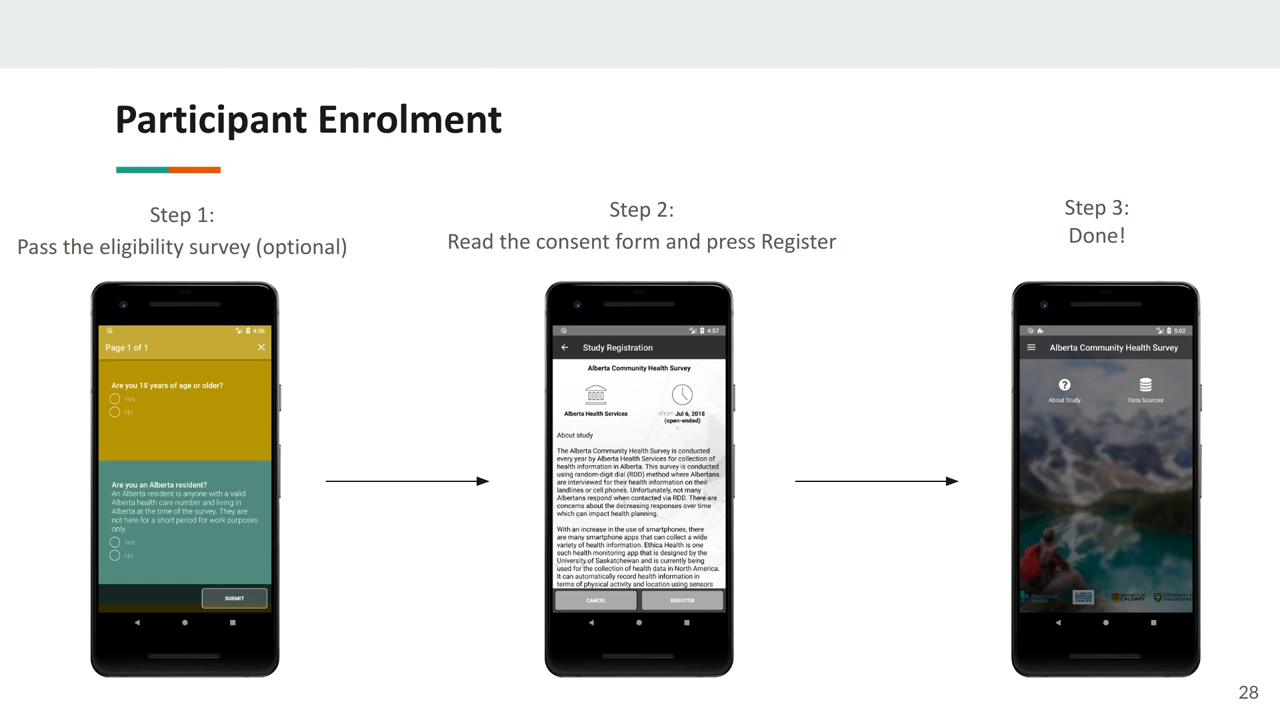 Participant Enrolment
Step 1:
Pass the eligibility survey (optional)
Step 2:
Read the consent form and press Register
Step 3:
Done!
4:56
Page 1 of 1
Are you 18 years of age or older?
Yes
No
Are you an Alberta resident?
An Alberta resident is anyone with a valid
Alberta health care number and living in
Alberta at the time of the survey. They are
not here for a short period for work purposes
only.
Yes
No
SUBMIT
4:57
Study Registration
Alberta Community Health Survey
Alberta Health Services
From Jul 6, 2018
(open-ended)
About study
The Alberta Community Health Survey is conducted
every year by Alberta Health Services for collection of
health information in Alberta. This survey is conducted
using random-digit dial (RDD) method where Albertans
are interviewed for their health information on their
landlines or cell phones. Unfortunately, not many
Albertans respond when contacted via RDD. There are
concerns about the decreasing responses over time
which can impact health planning.
With an increase in the use of smartphones, there
are many smartphone apps that can collect a wide
variety of health information. Ethica Health is one
such health monitoring app that is designed by the
University of Saskatchewan and is currently being
used for the collection of health data in North America.
It can automatically record health information in
terms of physical activity and location using sensors
CANCEL
REGISTER
5:02
Alberta Community Health Survey
About Study
Data Sources
CALGARY
28